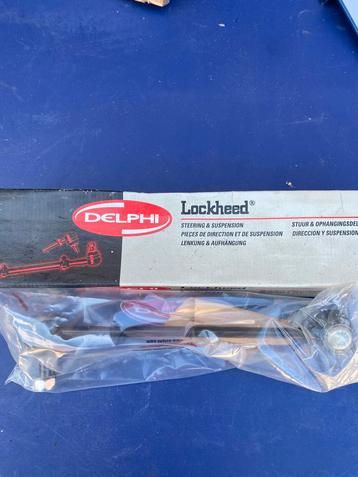 DELPHI
Lockheed®
STEERING & SUSPENSION
PIECES DE DIRECTION ET DE SUSPENSION
LENKUNG & AUFHÄNGUNG
STUUR & OPHANGINGSDEL
DIRECCION Y SUSPENSION